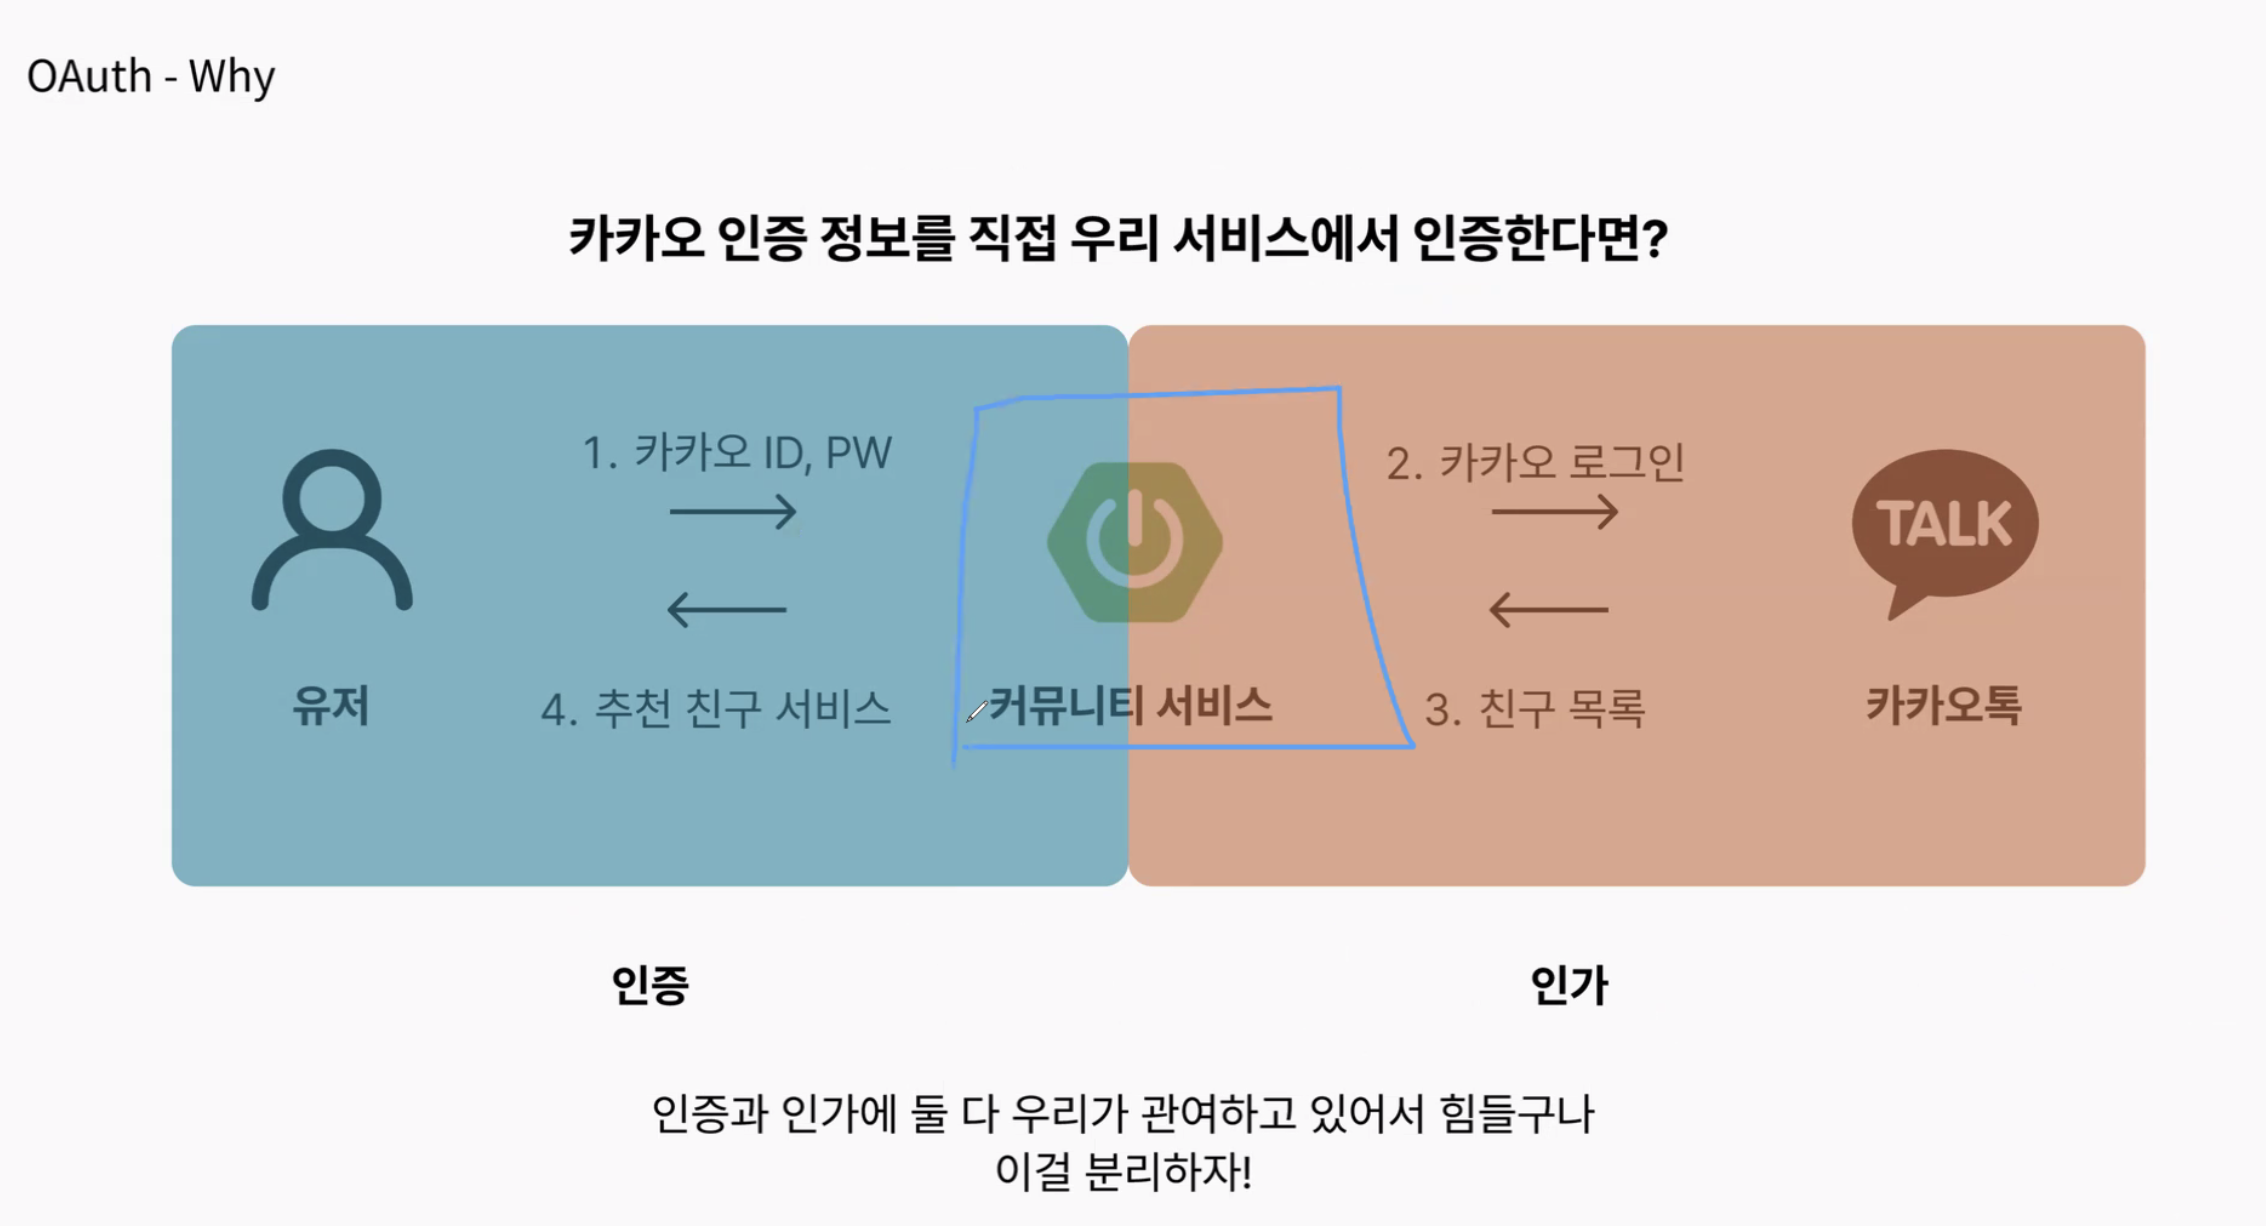 OAuth - Why
카카오 인증 정보를 직접 우리 서비스에서 인증한다면?
1. 카카오 ID, PW
2. 카카오 로그인
TALK
유저
4. 추천 친구 서비스
커뮤니티 서비스
3. 친구 목록
카카오톡
인증
인가
인증과 인가에 둘 다 우리가 관여하고 있어서 힘들구나
이걸 분리하자!